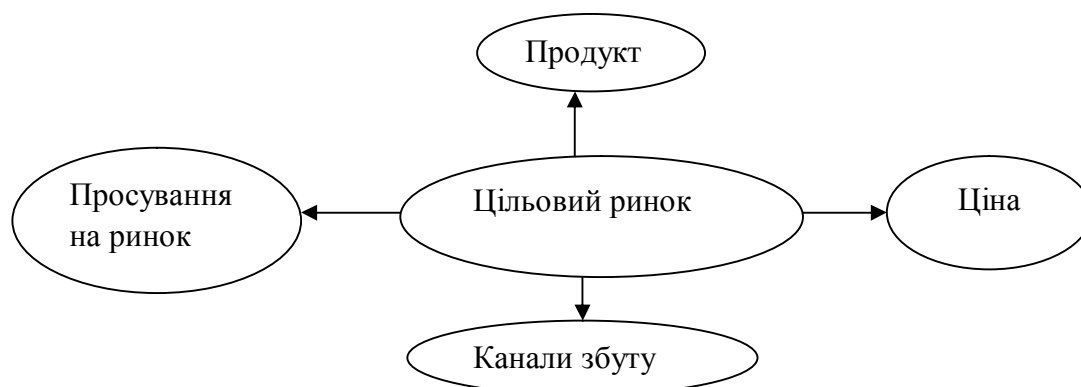 Продукт
Просування
на ринок
Цільовий ринок
Ціна
Канали збуту